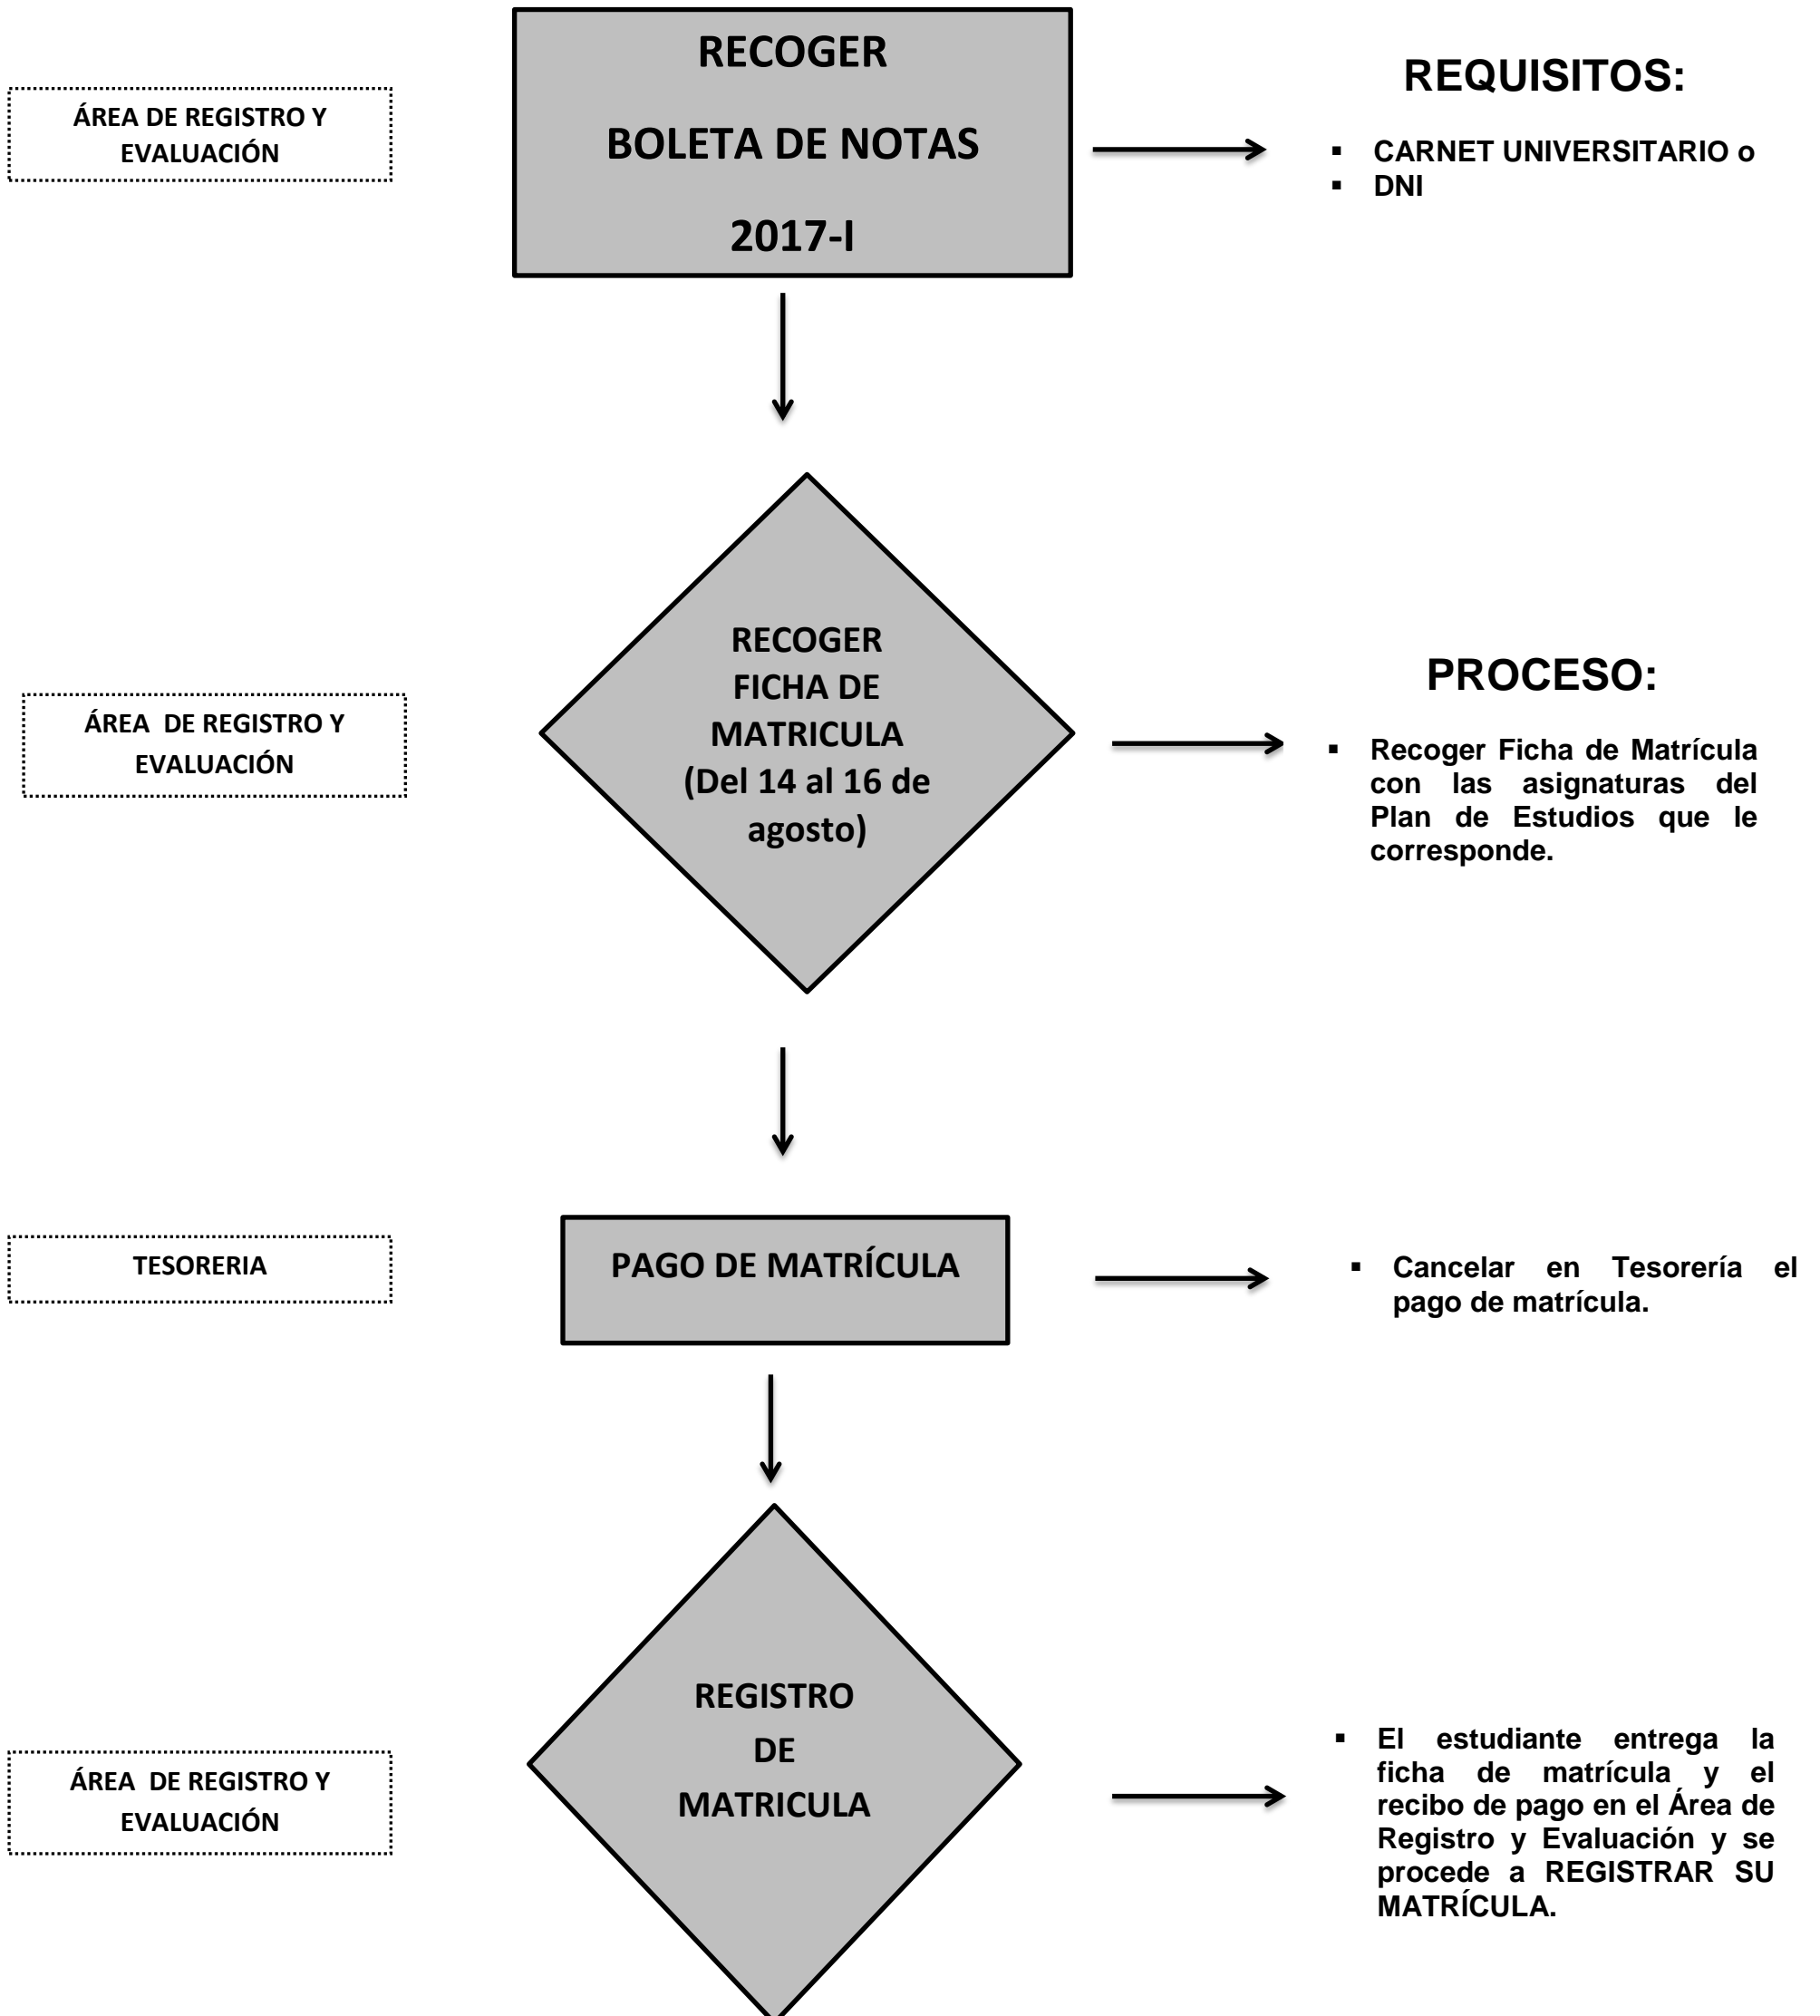 RECOGER
BOLETA DE NOTAS
2017-I
ÁREA DE REGISTRO Y
EVALUACIÓN
REQUISITOS:
▪ CARNET UNIVERSITARIO o
▪ DNI
ÁREA DE REGISTRO Y
EVALUACIÓN
RECOGER
FICHA DE
MATRICULA
(Del 14 al 16 de
agosto)
PROCESO:
▪ Recoger Ficha de Matrícula
con las asignaturas del
Plan de Estudios que le
corresponde.
TESORERIA
PAGO DE MATRÍCULA
▪ Cancelar en Tesorería el
pago de matrícula.
ÁREA DE REGISTRO Y
EVALUACIÓN
REGISTRO
DE
MATRICULA
▪ El estudiante entrega la
ficha de matrícula y el
recibo de pago en el Área de
Registro y Evaluación y se
procede a REGISTRAR SU
MATRÍCULA.